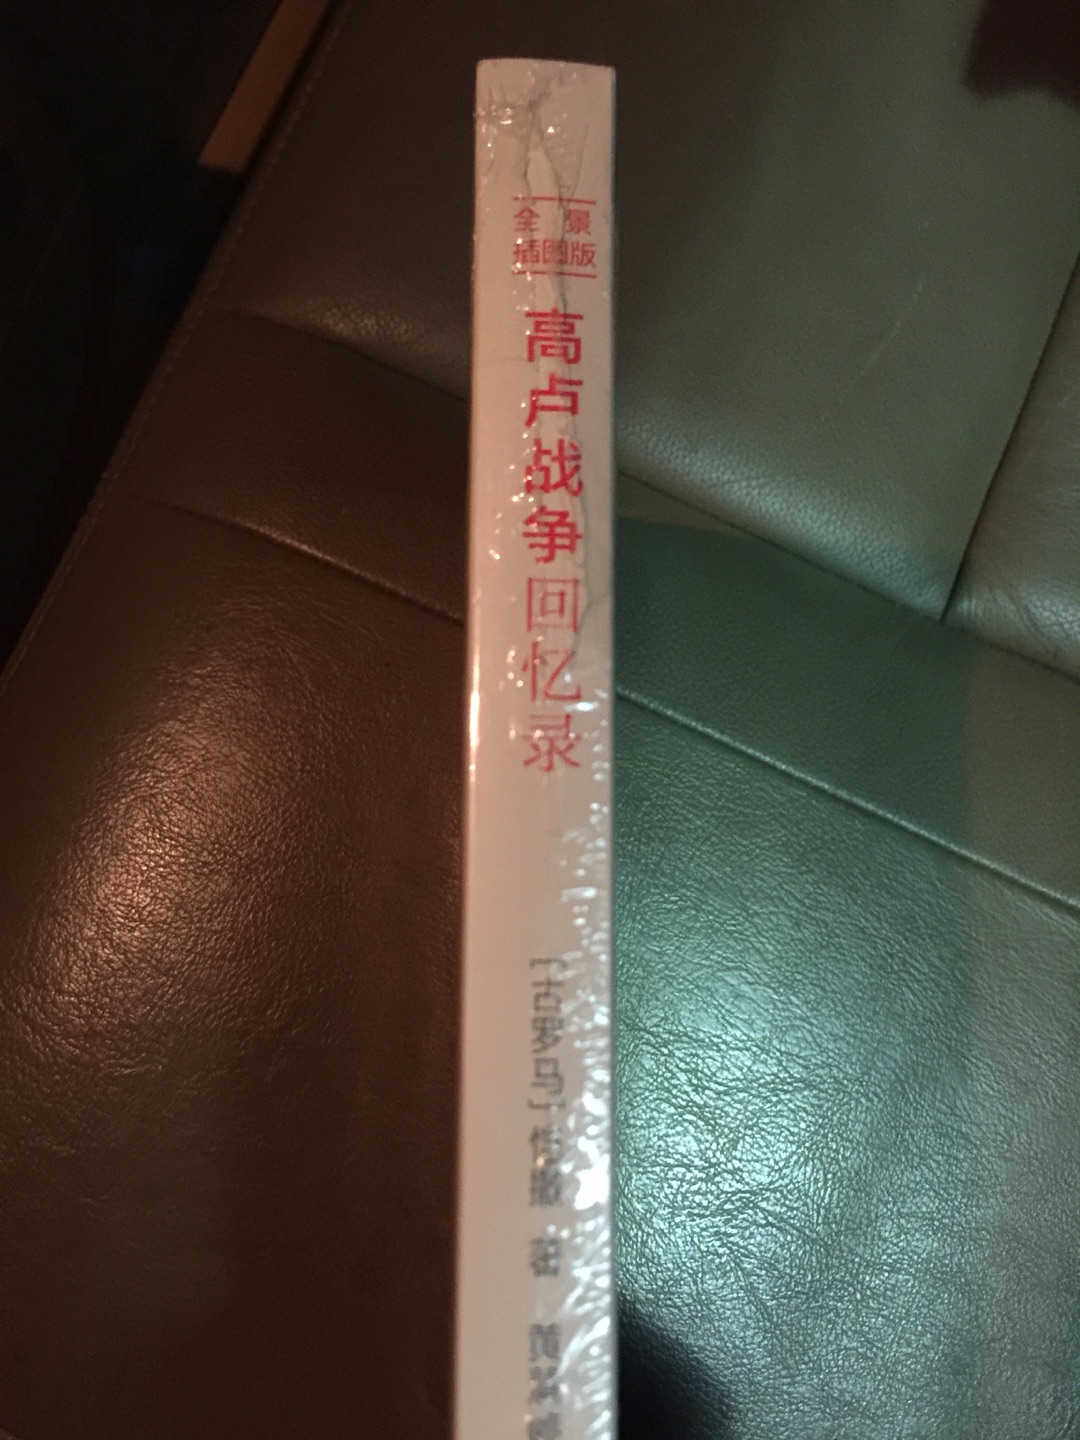 全景
插图版
高卢战争回忆录
[古罗马] 恺撒 著